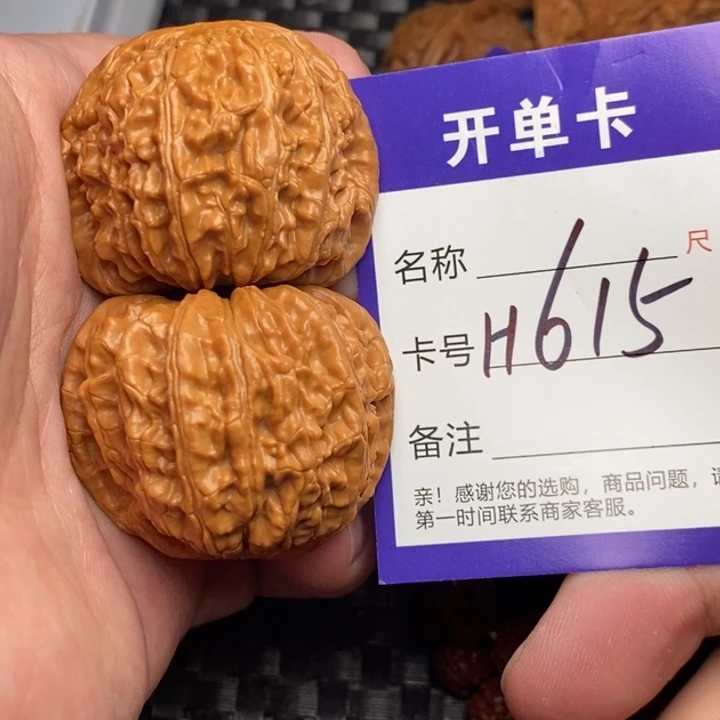 开单卡
名称 尺
卡号 H615
备注
亲！感谢您的选购，商品问题，
第一时间联系商家客服。